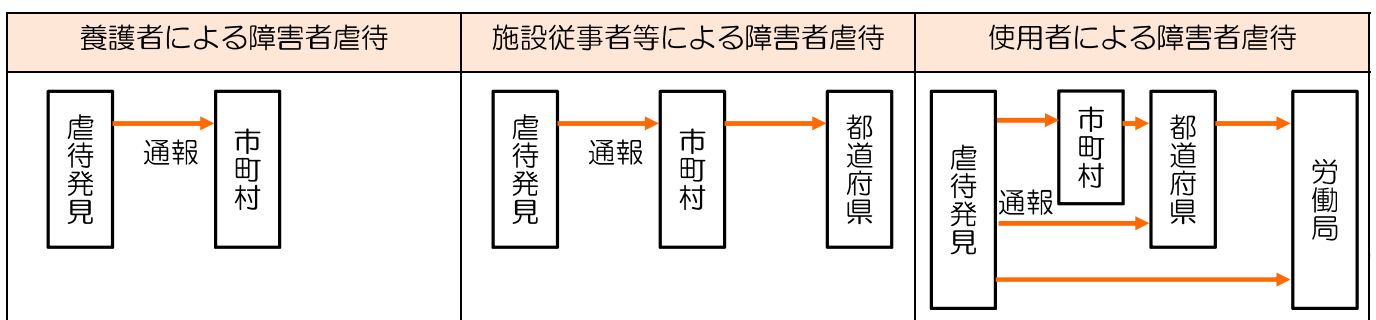 養護者による障害者虐待
施設従事者等による障害者虐待
使用者による障害者虐待
虐待発見
通報
市町村
虐待発見
通報
市町村
都道府県
虐待発見
通報
市町村
都道府県
労働局